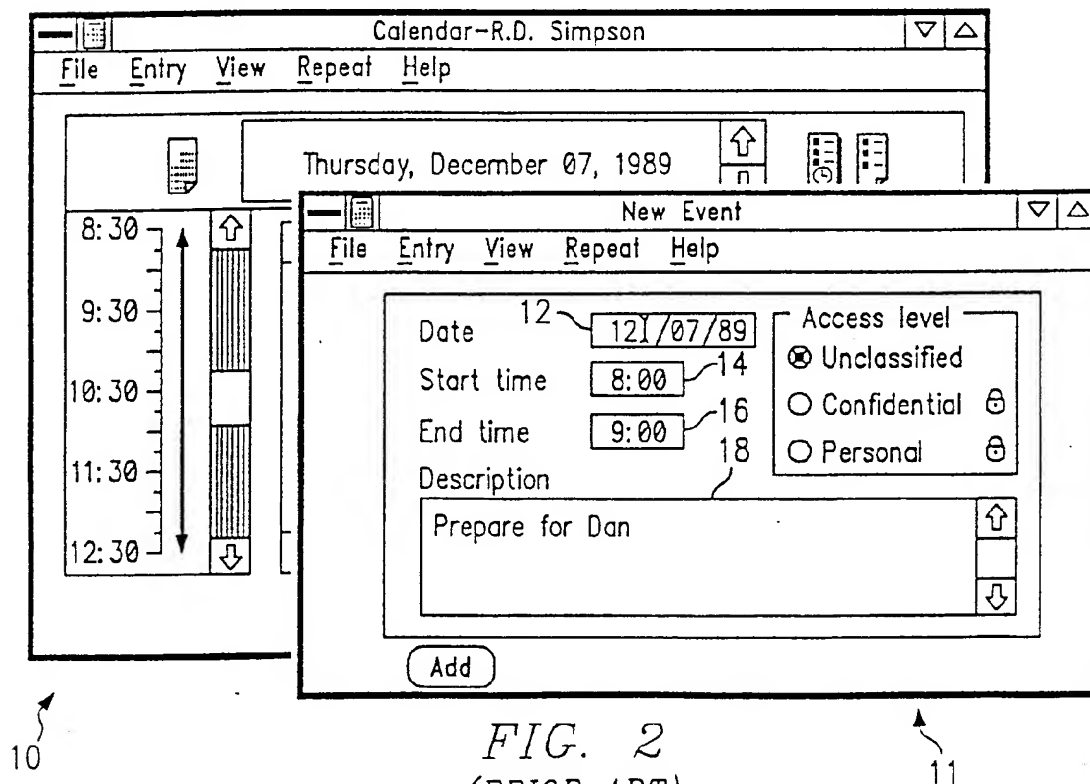 Calendar-R.D. Simpson
File Entry View Repeat Help
Thursday, December 07, 1989
8:30
9:30
10:30
11:30
12:30
New Event
File Entry View Repeat Help
Date 12 12/07/89
Start time 8:00 14
End time 9:00 16
Description 18
Prepare for Dan
Access level
Unclassified
Confidential
Personal
Add
10
11
FIG. 2
(PRIOR ART)